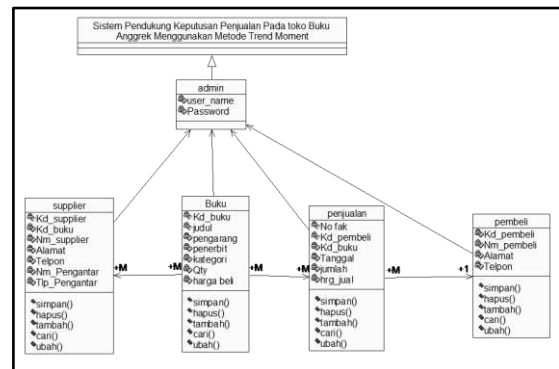 Sistem Pendukung Keputusan Penjualan Pada toko Buku
Anggrek Menggunakan Metode Trend Moment
admin
user_name
Password
supplier
Kd_supplier
Kd_buku
Nm_supplier
Alamat
Telpon
Nm_Pengantar
Tlp_Pengantar
simpan()
hapus()
tambah()
cari()
ubah()
+M
+M
Buku
Kd_buku
judul
pengarang
penerbit
kategori
Qty
harga beli
simpan()
hapus()
tambah()
cari()
ubah()
+M
+M
penjualan
No fak
Kd_pembeli
Kd_buku
Tanggal
jumlah
hrg_jual
simpan()
hapus()
tambah()
cari()
ubah()
+M
+1
pembeli
Kd_pembeli
Nm_pembeli
Alamat
Telpon
simpan()
hapus()
tambah()
cari()
ubah()